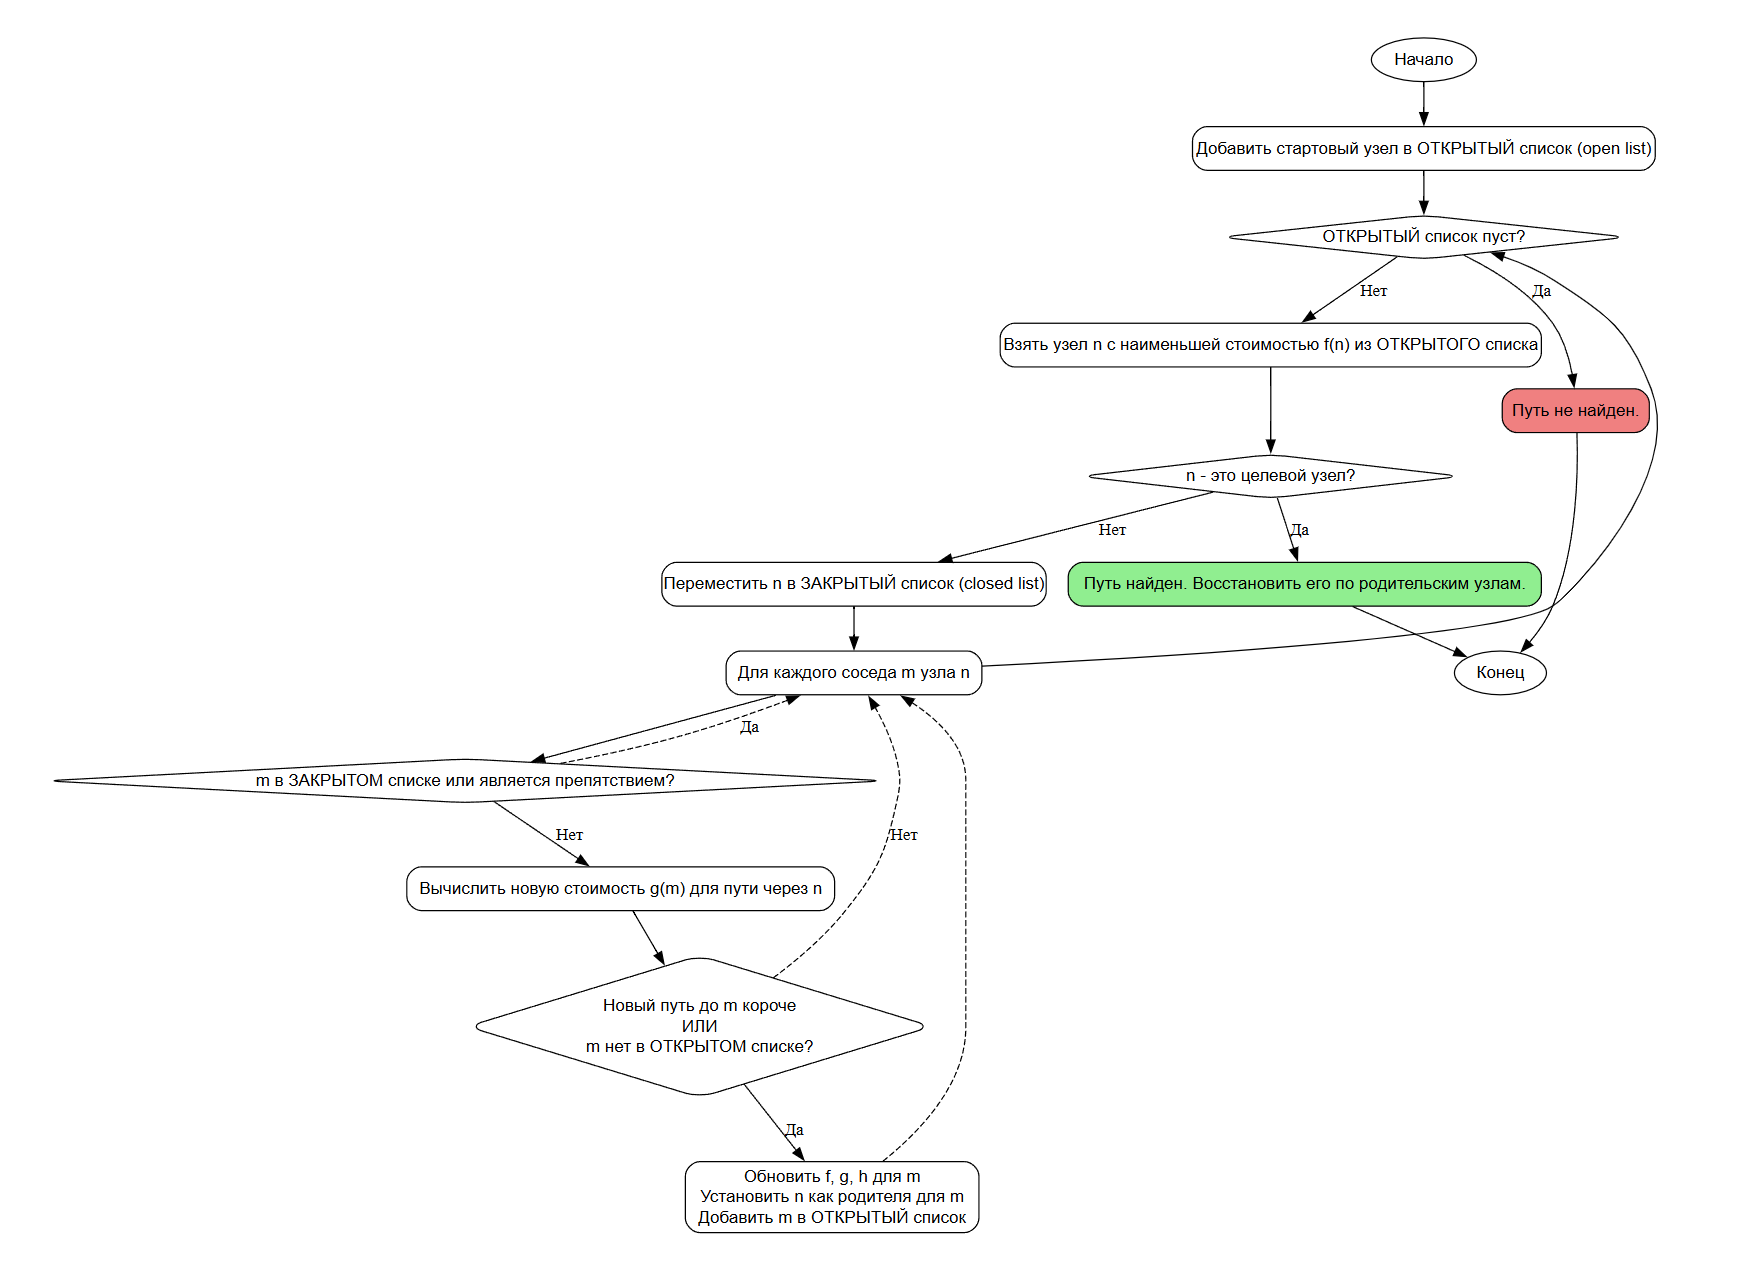 Начало
Добавить стартовый узел в ОТКРЫТЫЙ список (open list)
ОТКРЫТЫЙ список пуст?
Нет
Да
Взять узел n с наименьшей стоимостью f(n) из ОТКРЫТОГО списка
Путь не найден.
n - это целевой узел?
Нет
Да
Переместить n в ЗАКРЫТЫЙ список (closed list)
Путь найден. Восстановить его по родительским узлам.
Для каждого соседа m узла n
Конец
Да
m в ЗАКРЫТОМ списке или является препятствием?
Нет
Нет
Вычислить новую стоимость g(m) для пути через n
Новый путь до m короче
ИЛИ
m нет в ОТКРЫТОМ списке?
Да
Обновить f, g, h для m
Установить n как родителя для m
Добавить m в ОТКРЫТЫЙ список